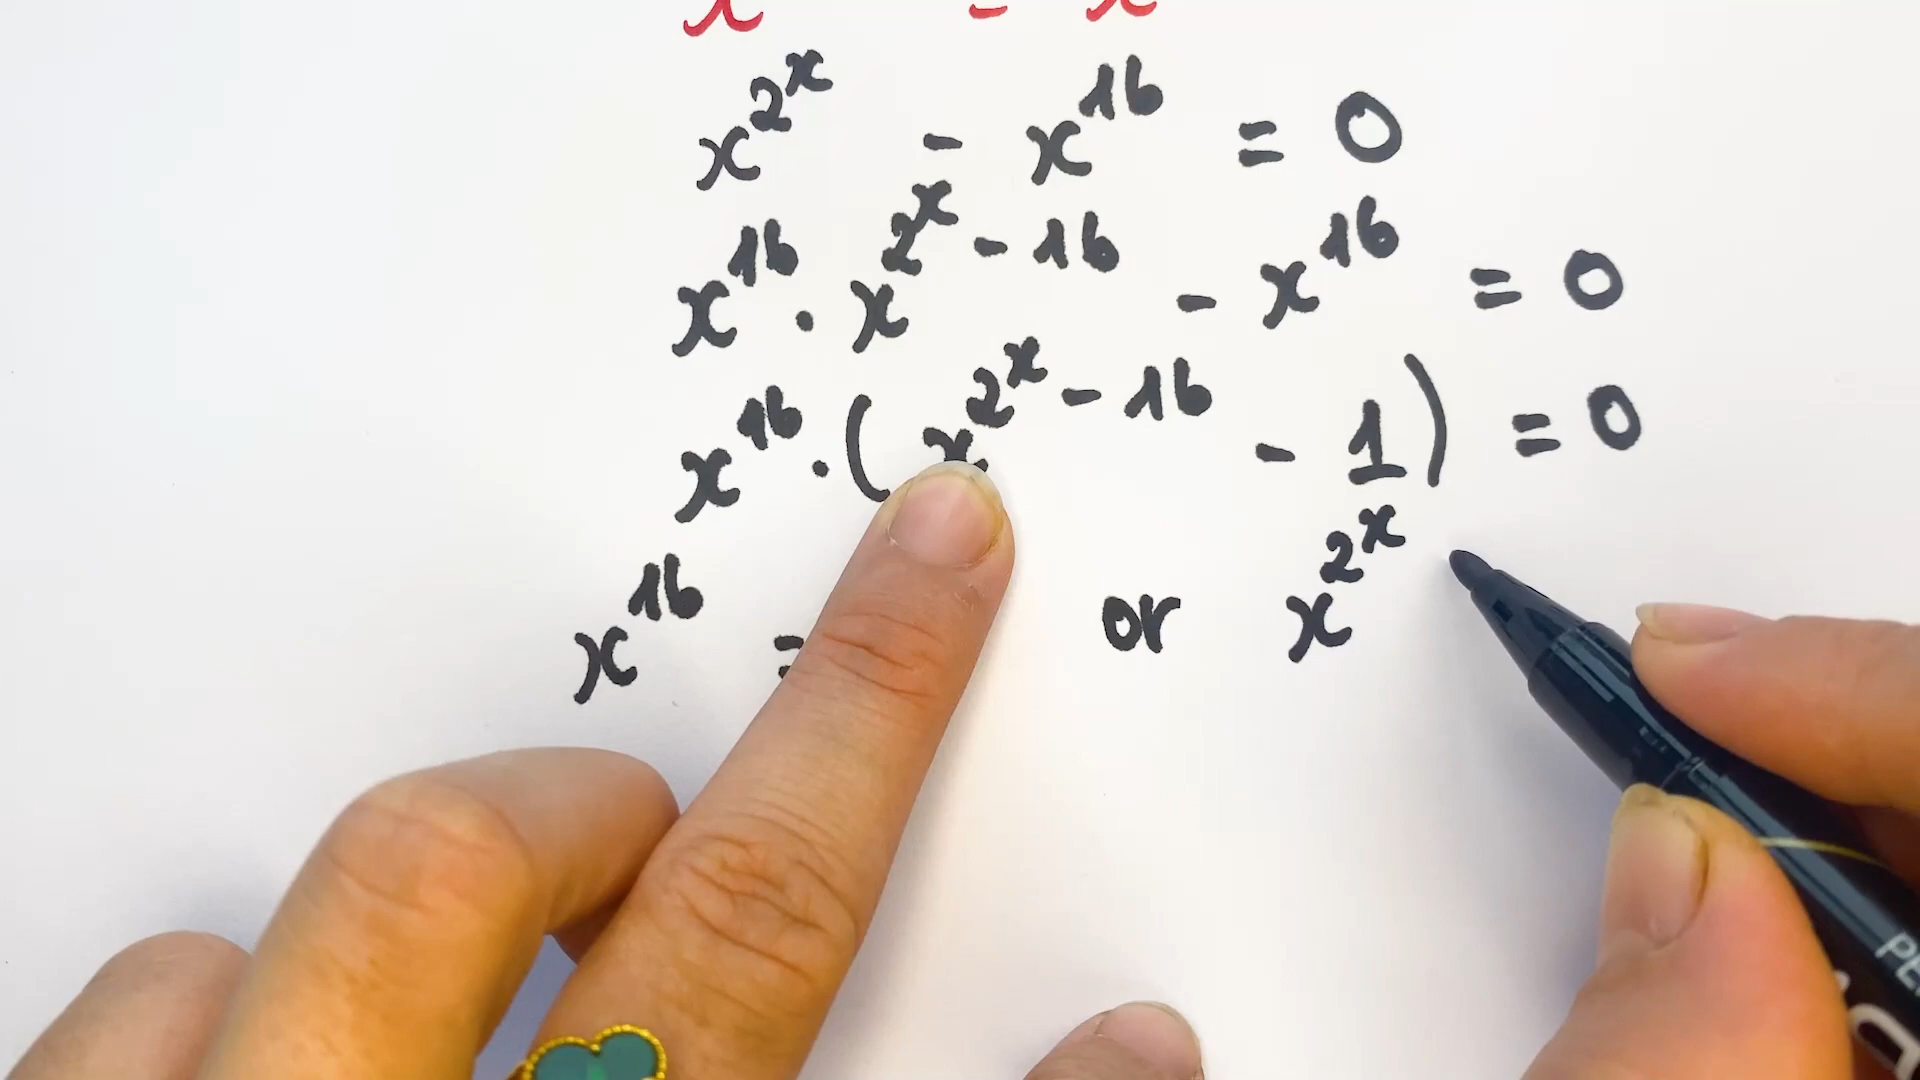 x = x
x^{2^x} - x^{16} = 0
x^{16} · x^{2^x - 16} - x^{16} = 0
x^{16} · (x^{2^x - 16} - 1) = 0
x^{16} = or x^{2^x}